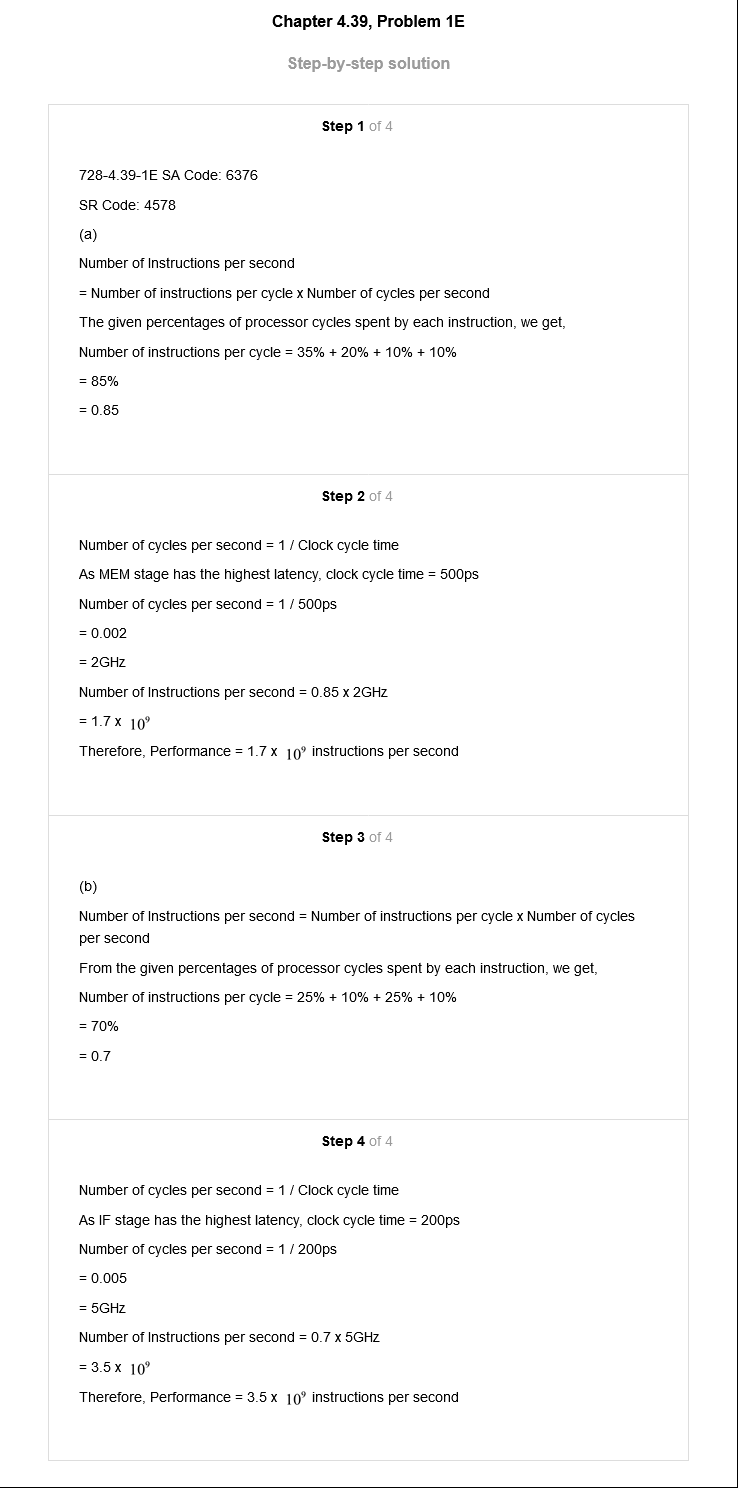 Chapter 4.39, Problem 1E
Step-by-step solution
Step 1 of 4
728-4.39-1E SA Code: 6376
SR Code: 4578
(a)
Number of Instructions per second
= Number of instructions per cycle x Number of cycles per second
The given percentages of processor cycles spent by each instruction, we get,
Number of instructions per cycle = 35% + 20% + 10% + 10%
= 85%
= 0.85
Step 2 of 4
Number of cycles per second = 1 / Clock cycle time
As MEM stage has the highest latency, clock cycle time = 500ps
Number of cycles per second = 1 / 500ps
= 0.002
= 2GHz
Number of Instructions per second = 0.85 x 2GHz
= 1.7 x 10⁹
Therefore, Performance = 1.7 x 10⁹ instructions per second
Step 3 of 4
(b)
Number of Instructions per second = Number of instructions per cycle x Number of cycles
per second
From the given percentages of processor cycles spent by each instruction, we get,
Number of instructions per cycle = 25% + 10% + 25% + 10%
= 70%
= 0.7
Step 4 of 4
Number of cycles per second = 1 / Clock cycle time
As IF stage has the highest latency, clock cycle time = 200ps
Number of cycles per second = 1 / 200ps
= 0.005
= 5GHz
Number of Instructions per second = 0.7 x 5GHz
= 3.5 x 10⁹
Therefore, Performance = 3.5 x 10⁹ instructions per second